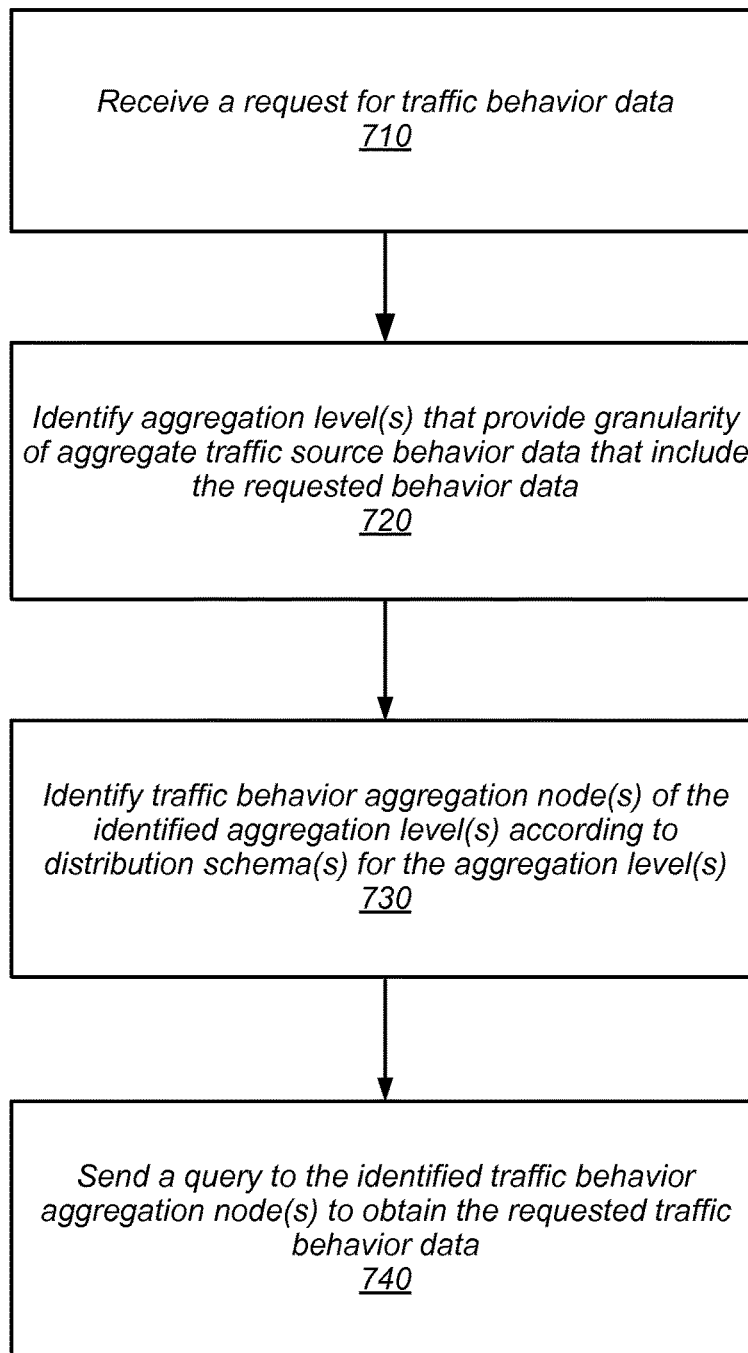 Receive a request for traffic behavior data
710
Identify aggregation level(s) that provide granularity
of aggregate traffic source behavior data that include
the requested behavior data
720
Identify traffic behavior aggregation node(s) of the
identified aggregation level(s) according to
distribution schema(s) for the aggregation level(s)
730
Send a query to the identified traffic behavior
aggregation node(s) to obtain the requested traffic
behavior data
740